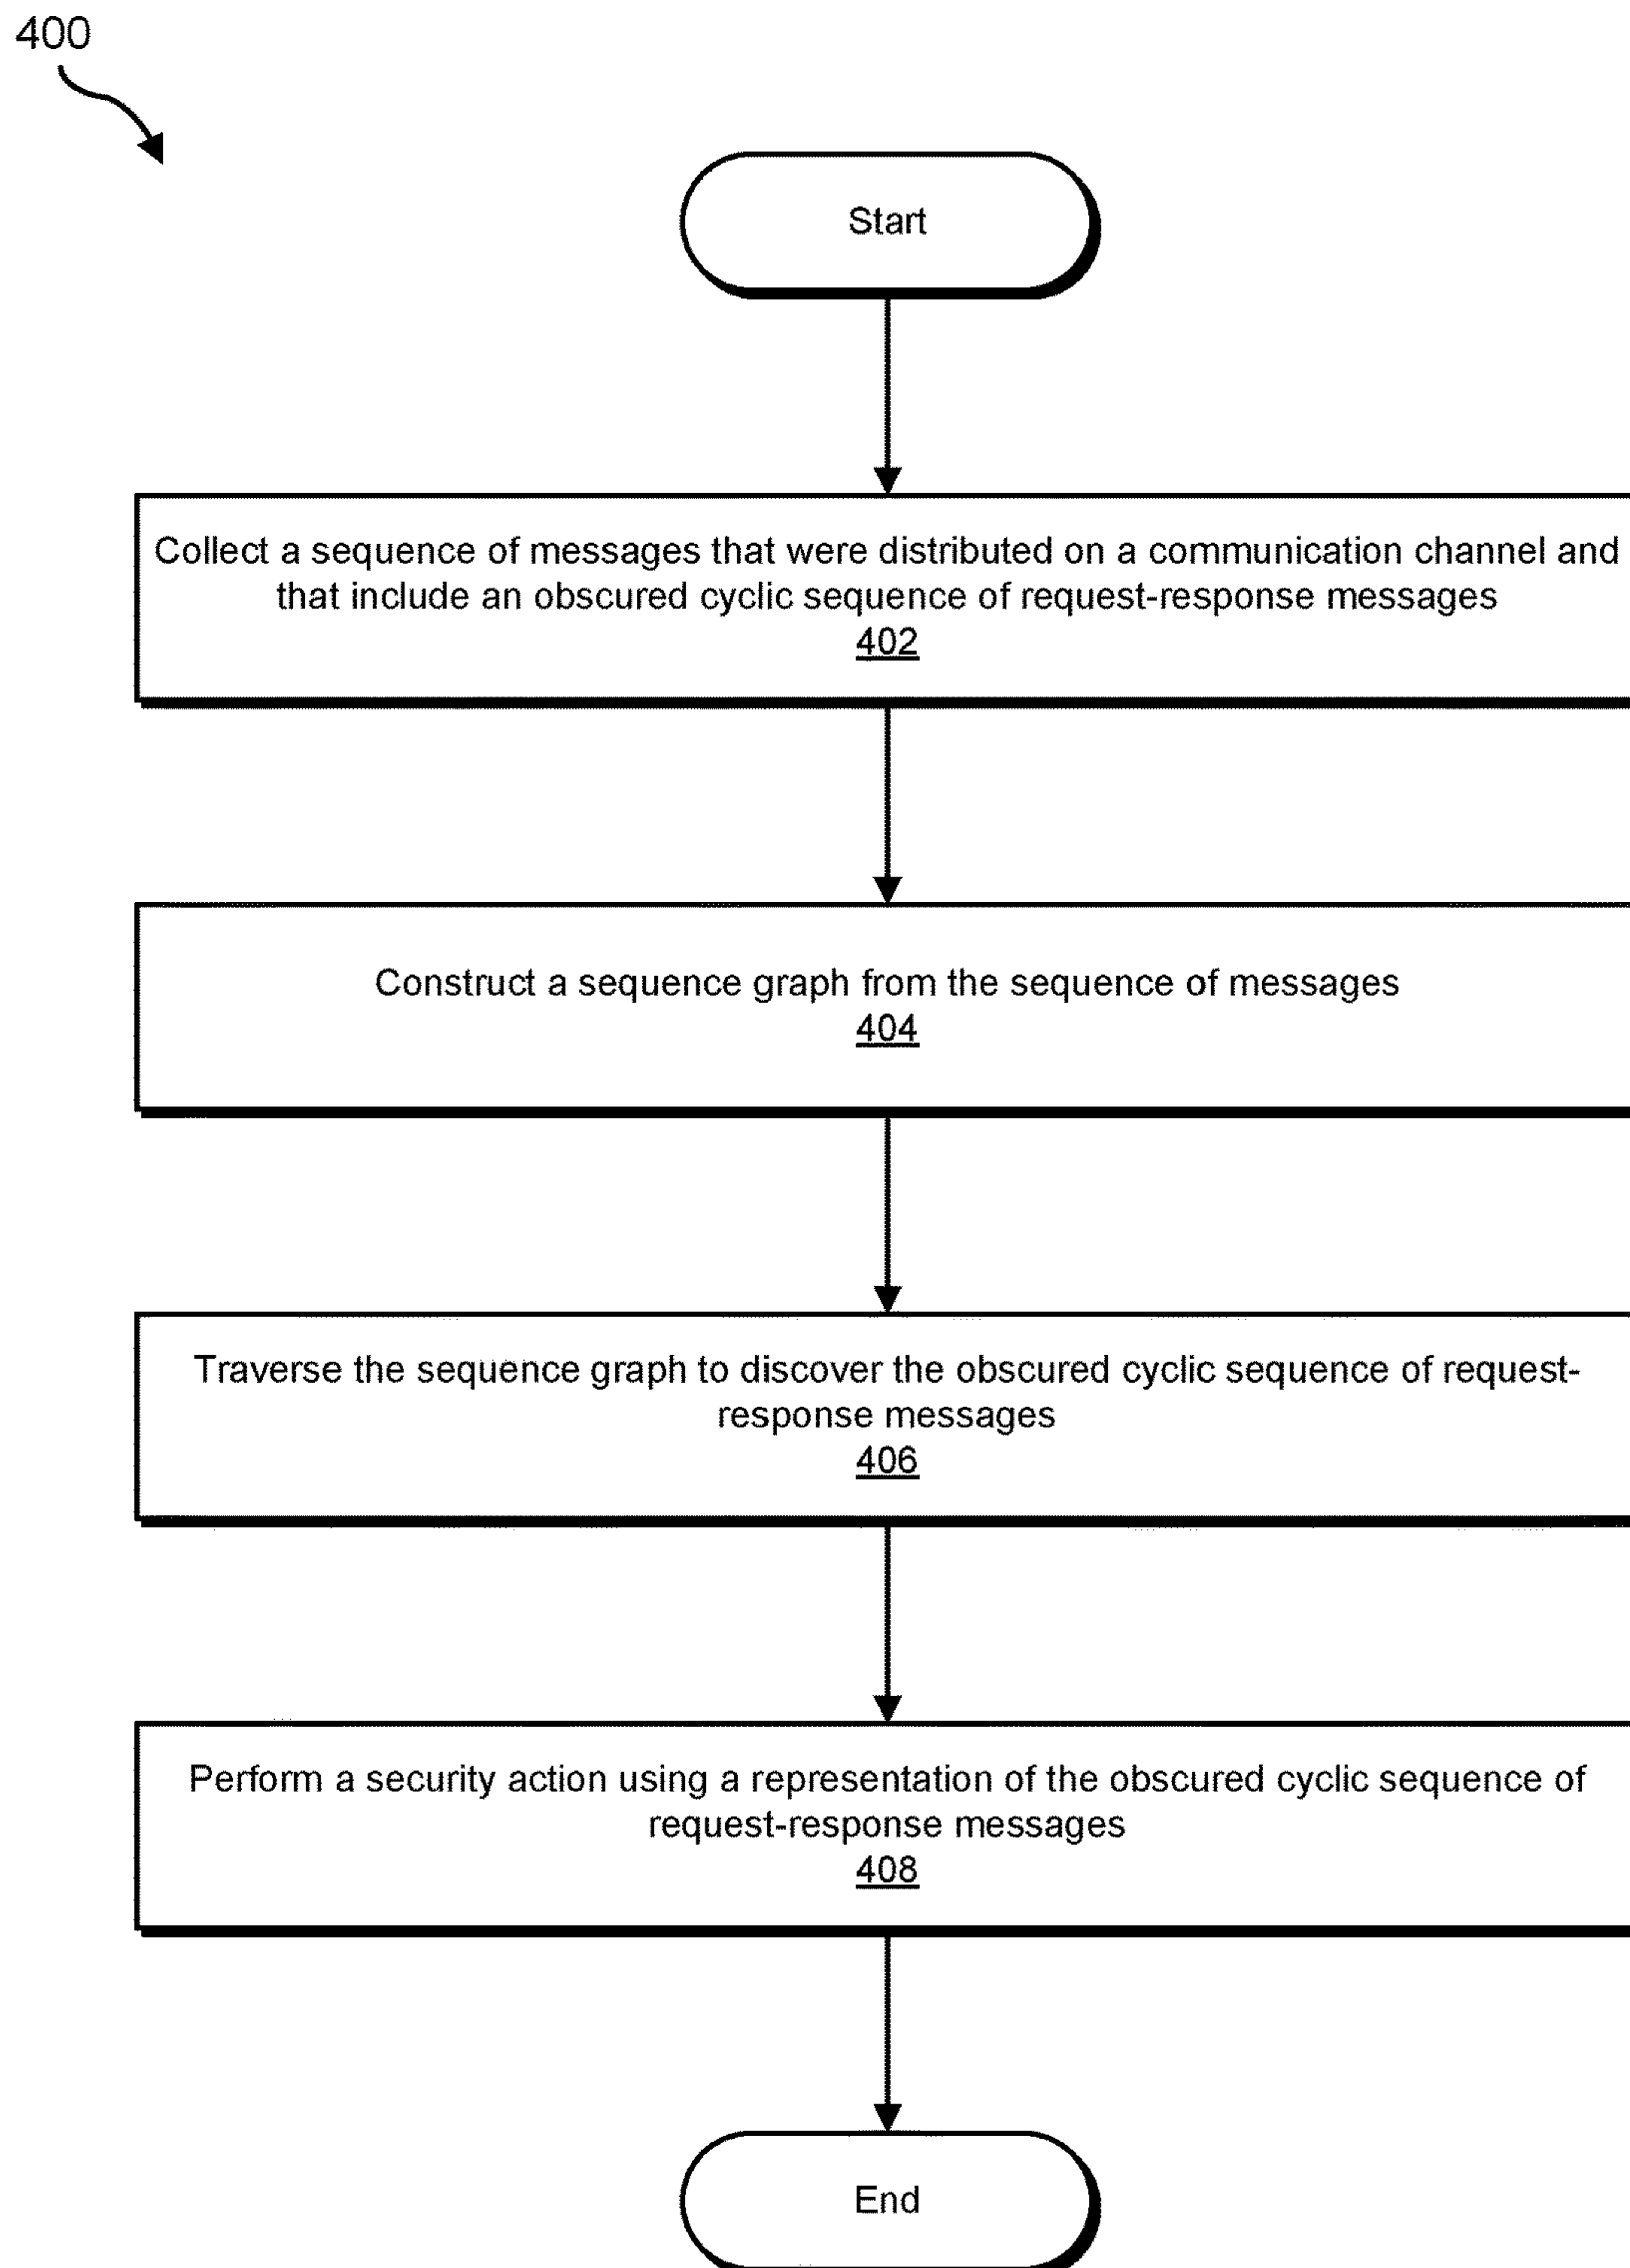 400
Start
Collect a sequence of messages that were distributed on a communication channel and
that include an obscured cyclic sequence of request-response messages
402
Construct a sequence graph from the sequence of messages
404
Traverse the sequence graph to discover the obscured cyclic sequence of request-
response messages
406
Perform a security action using a representation of the obscured cyclic sequence of
request-response messages
408
End